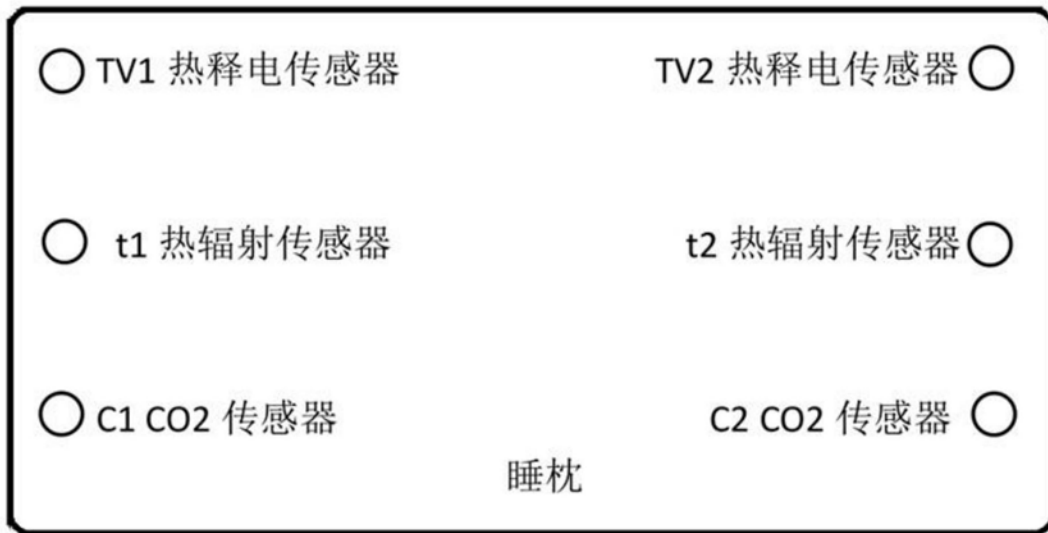 TV1 热释电传感器 TV2 热释电传感器
t1 热辐射传感器 t2 热辐射传感器
C1 CO2 传感器 C2 CO2 传感器
睡枕